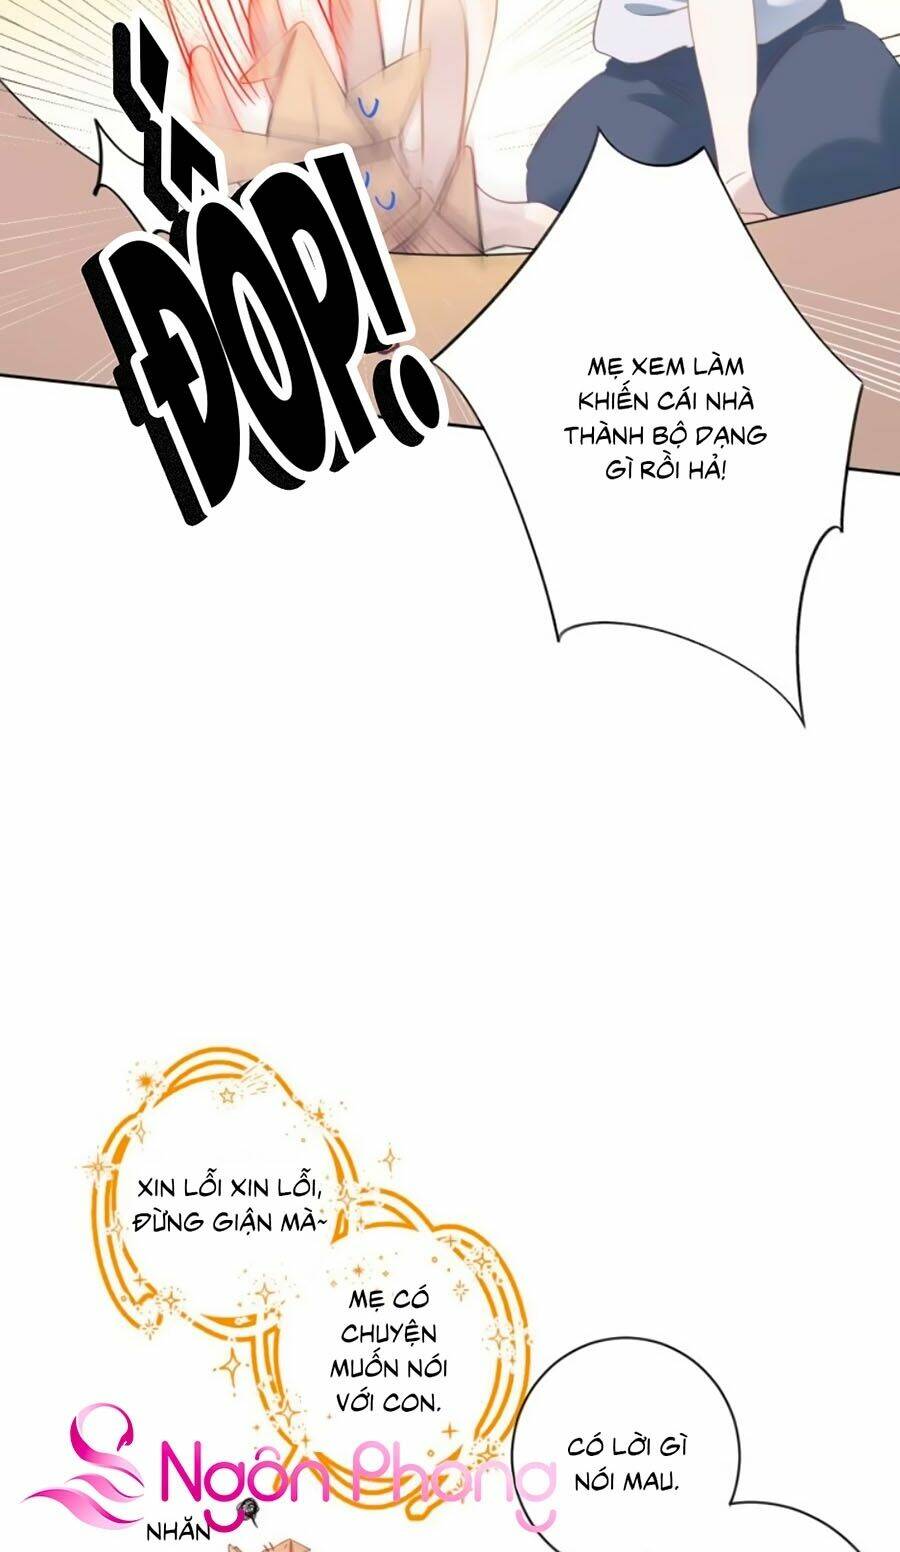 ĐỐP!
MẸ XEM LÀM
KHIẾN CÁI NHÀ
THÀNH BỘ DẠNG
GÌ RỒI HẢ!
XIN LỖI XIN LỖI,
ĐỪNG GIẬN MÀ~
MẸ CÓ
CHUYỆN
MUỐN NÓI
VỚI CON.
CÓ LỜI GÌ
NÓI MAU.
Ngôn Phong
NHĂN